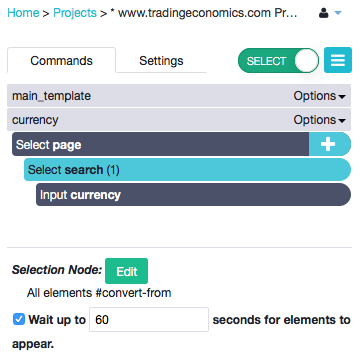 Home > Projects > * www.tradingeconomics.com Pr...
Commands
Settings
SELECT
main_template Options
currency Options
Select page +
Select search (1)
Input currency
Selection Node: Edit
All elements #convert-from
Wait up to 60 seconds for elements to
appear.